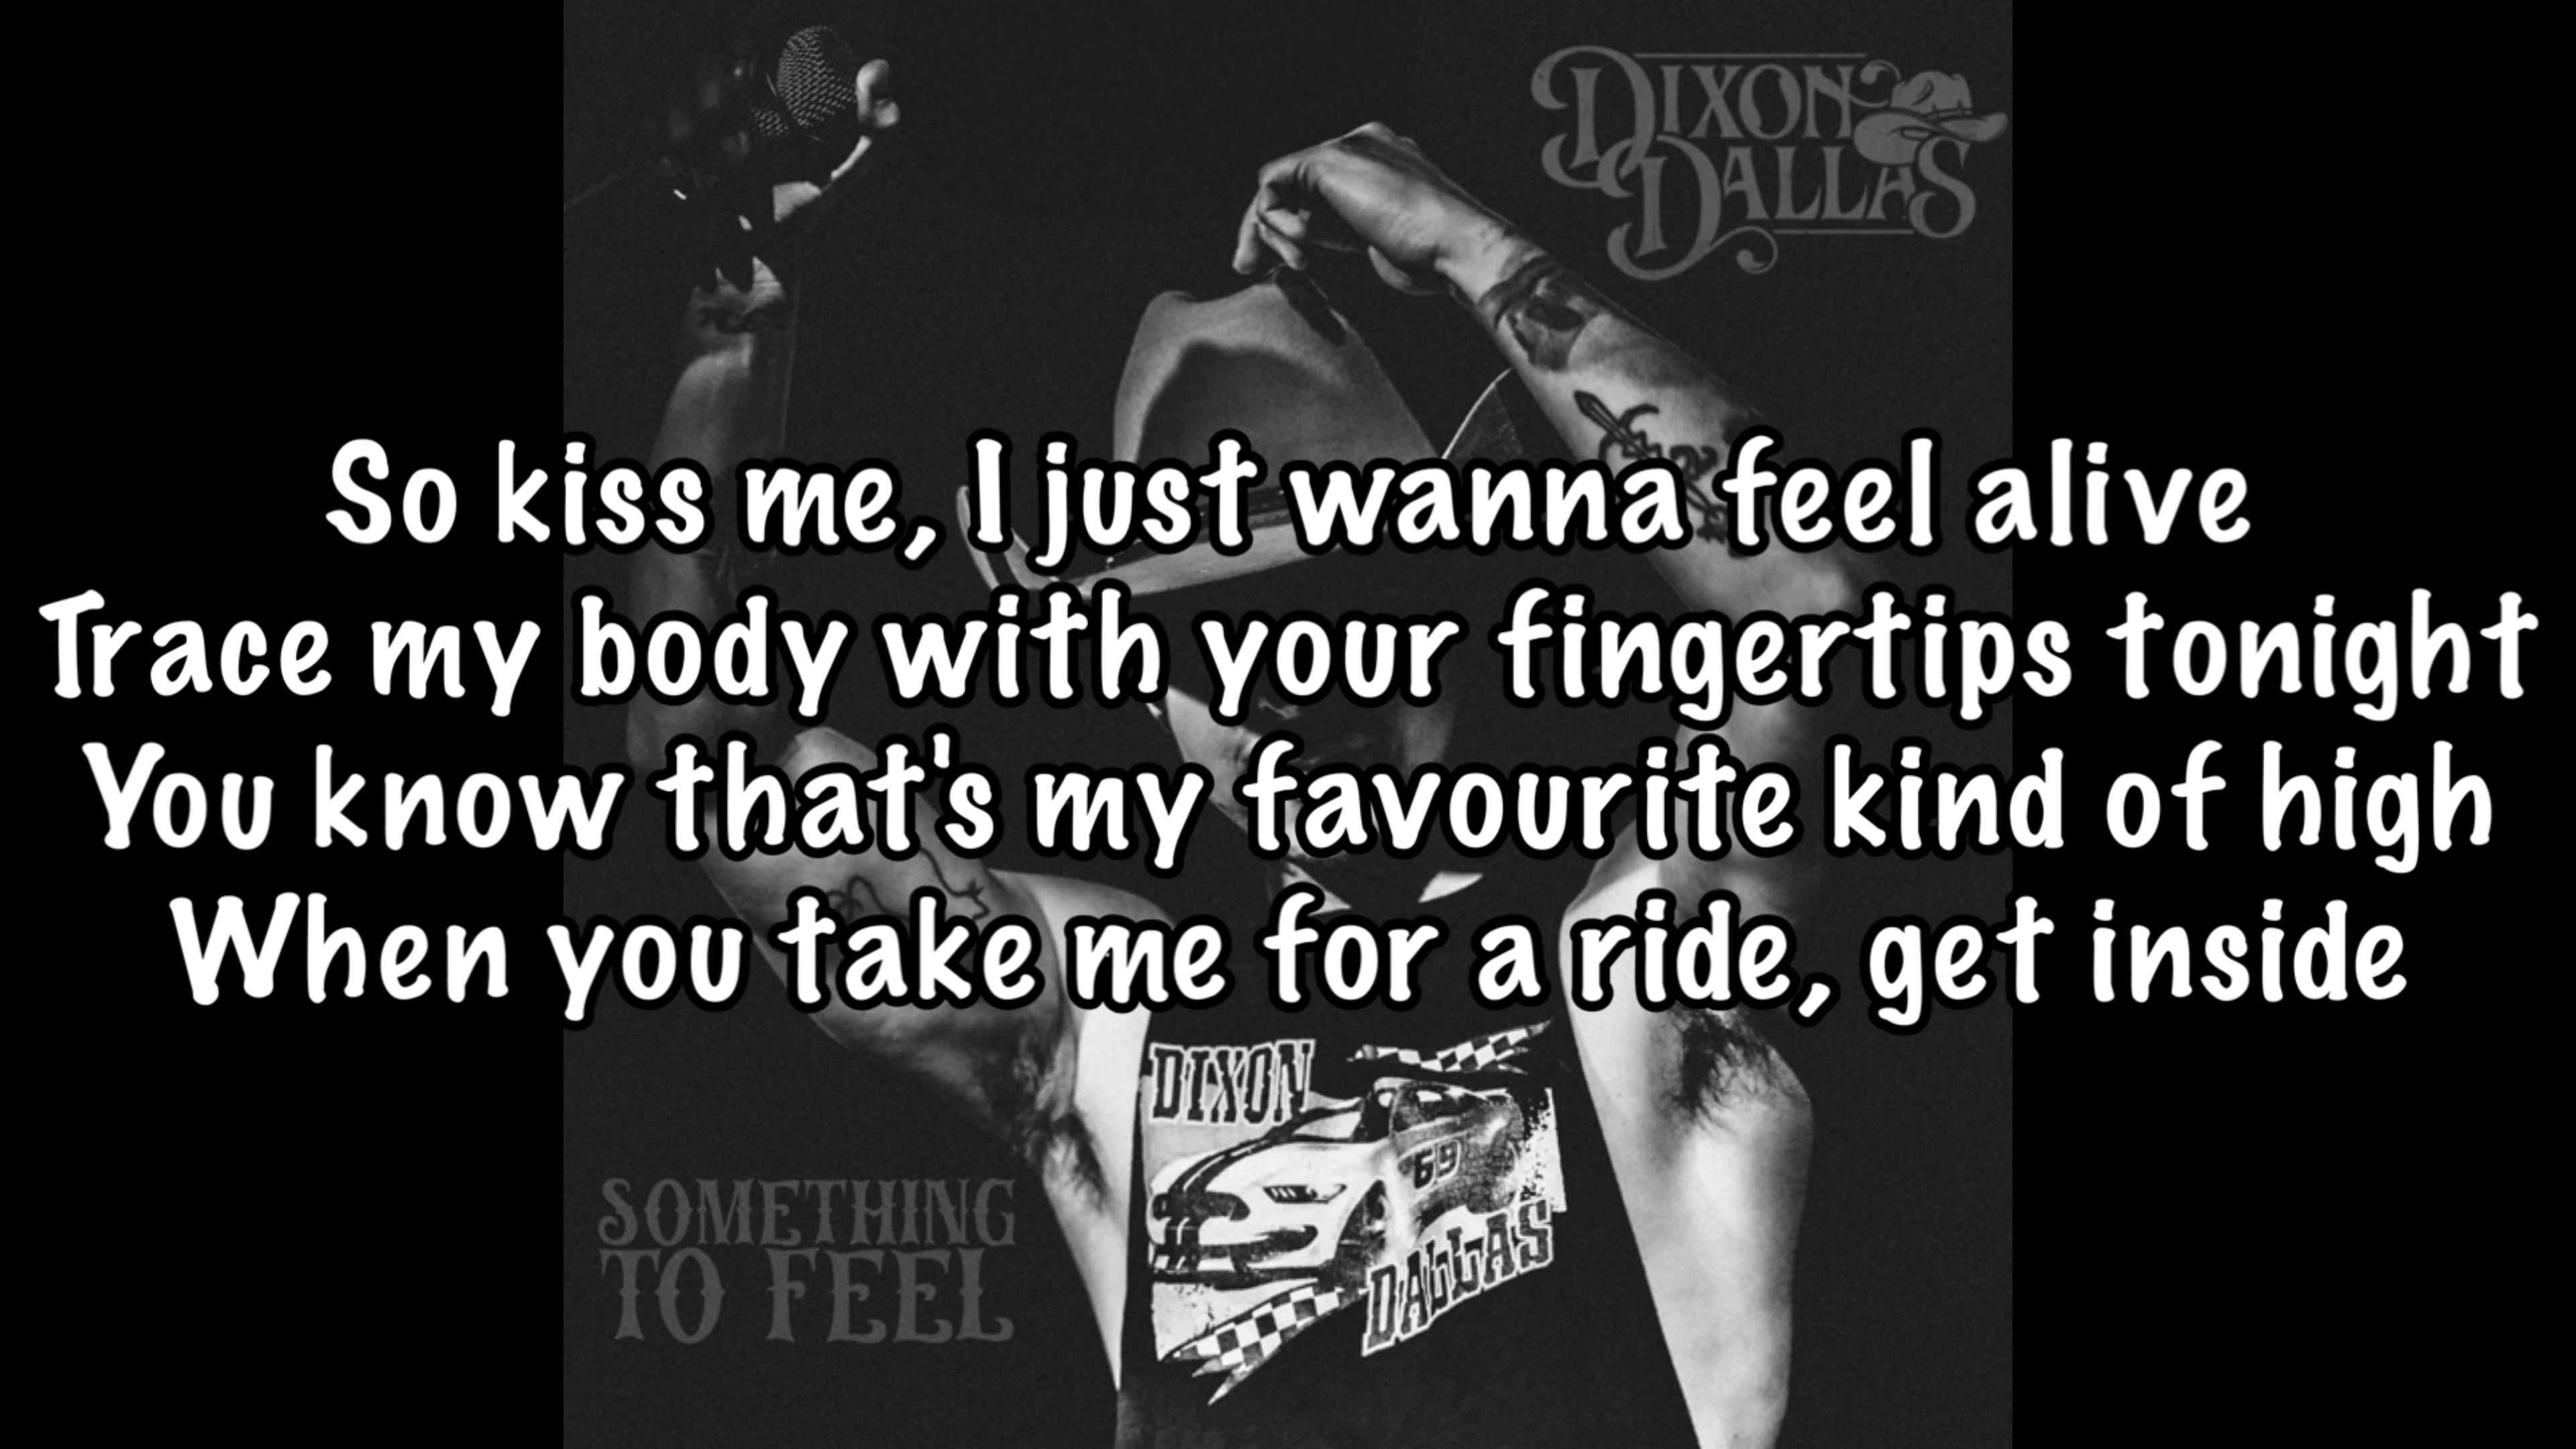 DIXON
DALLAS
So kiss me, I just wanna feel alive
Trace my body with your fingertips tonight
You know that's my favourite kind of high
When you take me for a ride, get inside
DIXON
69
DALLAS
SOMETHING
TO FEEL